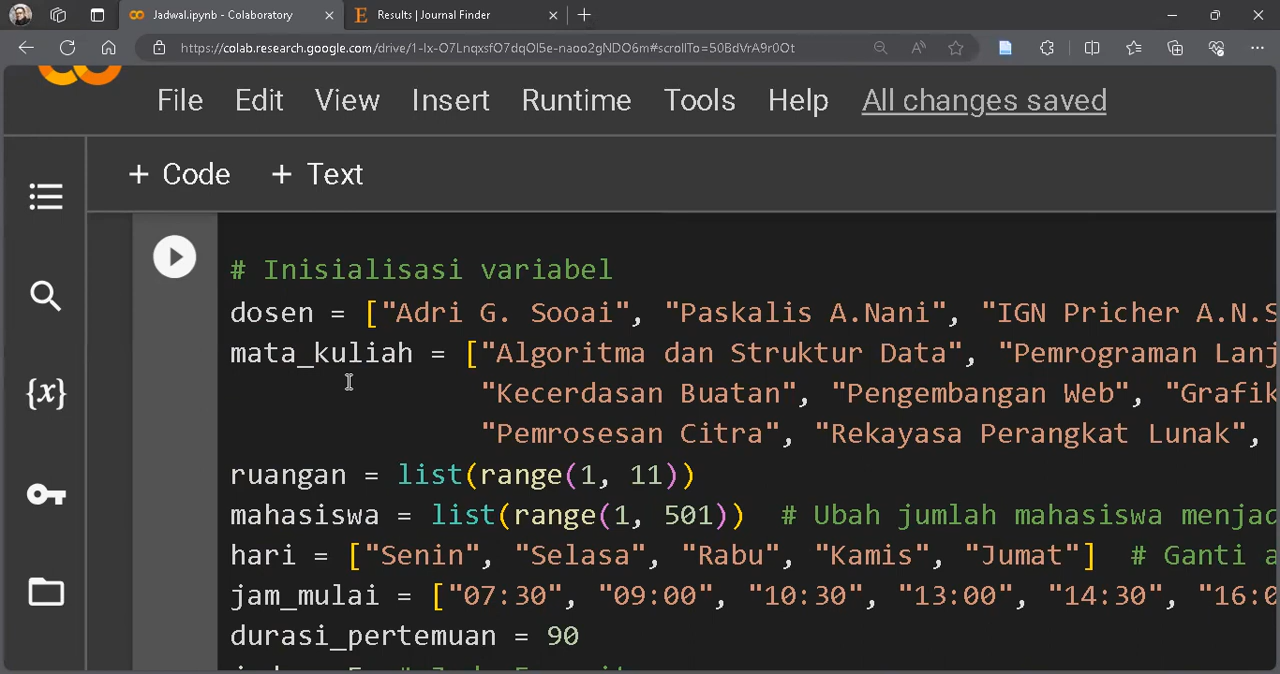 Jadwal.ipynb - Colaboratory
Results | Journal Finder
https://colab.research.google.com/drive/1-Ix-O7LnqxsfO7dqOl5e-naoo2gNDO6m#scrollTo=50BdVrA9r0Ot
File Edit View Insert Runtime Tools Help All changes saved
+ Code + Text
# Inisialisasi variabel
dosen = ["Adri G. Sooai", "Paskalis A.Nani", "IGN Pricher A.N.S
mata_kuliah = ["Algoritma dan Struktur Data", "Pemrograman Lanj
"Kecerdasan Buatan", "Pengembangan Web", "Grafik
"Pemrosesan Citra", "Rekayasa Perangkat Lunak",
ruangan = list(range(1, 11))
mahasiswa = list(range(1, 501)) # Ubah jumlah mahasiswa menjad
hari = ["Senin", "Selasa", "Rabu", "Kamis", "Jumat"] # Ganti a
jam_mulai = ["07:30", "09:00", "10:30", "13:00", "14:30", "16:0
durasi_pertemuan = 90